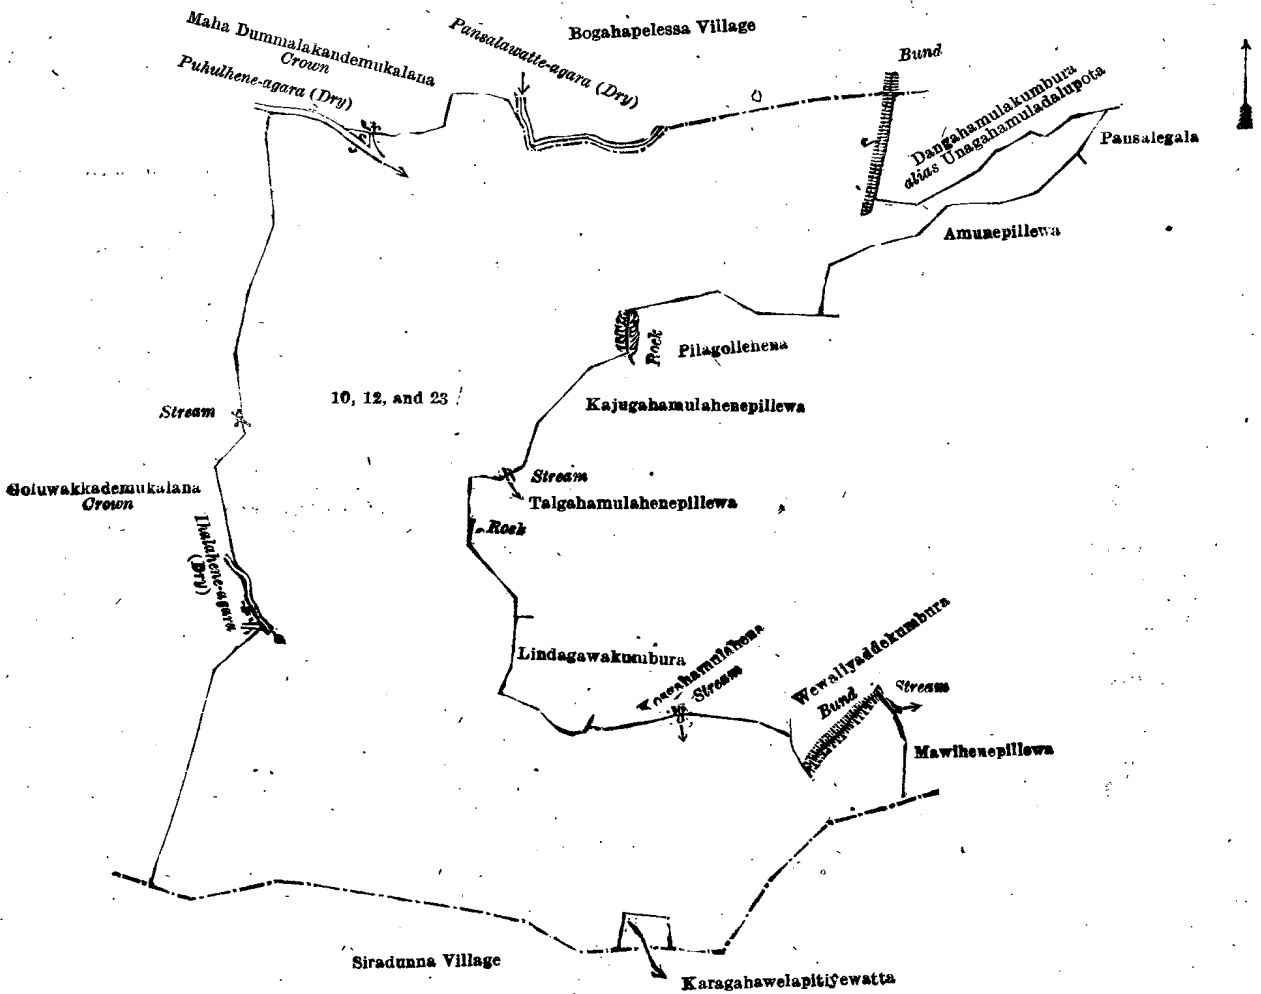 Maha Dummalakandemukalana
Crown
Puhulhene-agara (Dry)
Pansalawatte-agara (Dry)
Bogahapelessa Village
Bund
Dangahamulakumbura
alias Unagahamuladalupota
Pansalegala
Amunepillewa
Rock
Pilagollehena
10, 12, and 23
Kajugahamulahenepillewa
Stream
Stream
Talgahamulahenepillewa
Goluwakkademukalana
Crown
Rock
Ihalahene-agara
(Dry)
Lindagawakumbura
Stream
Wewallyaddekumbura
Bund
Stream
Mawihenepillewa
Siradunna Village
Karagahawelapitiyewatta